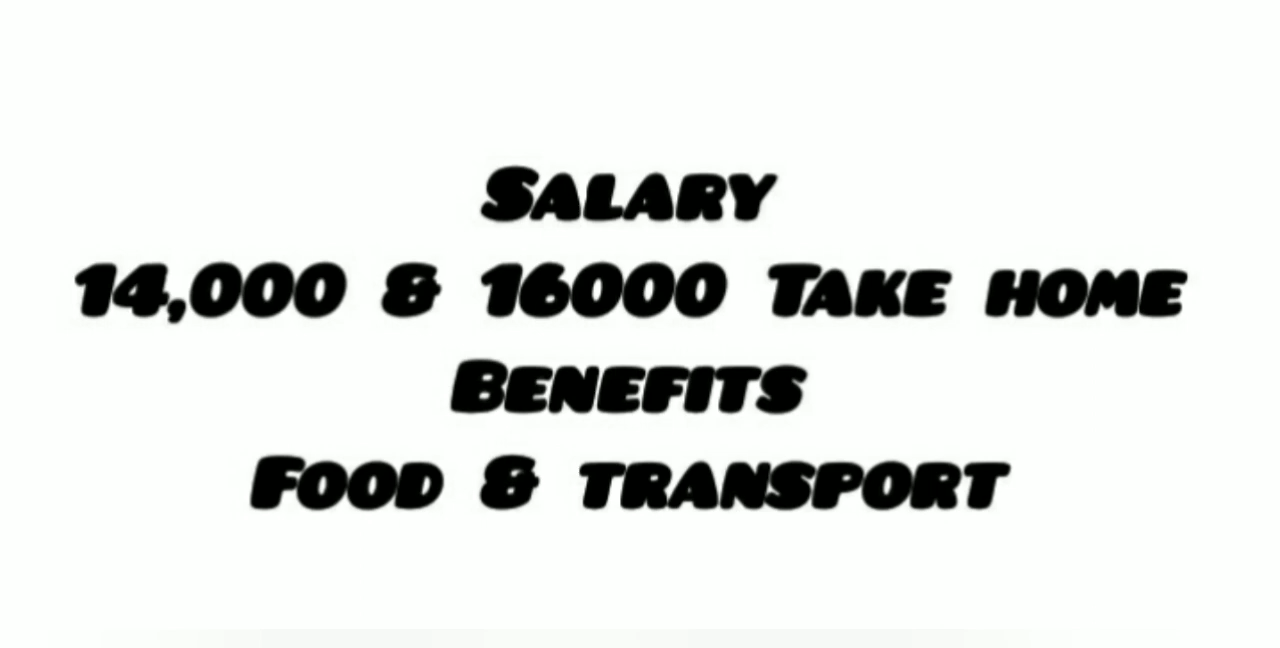 Salary
14,000 & 16000 Take home
Benefits
Food & transport